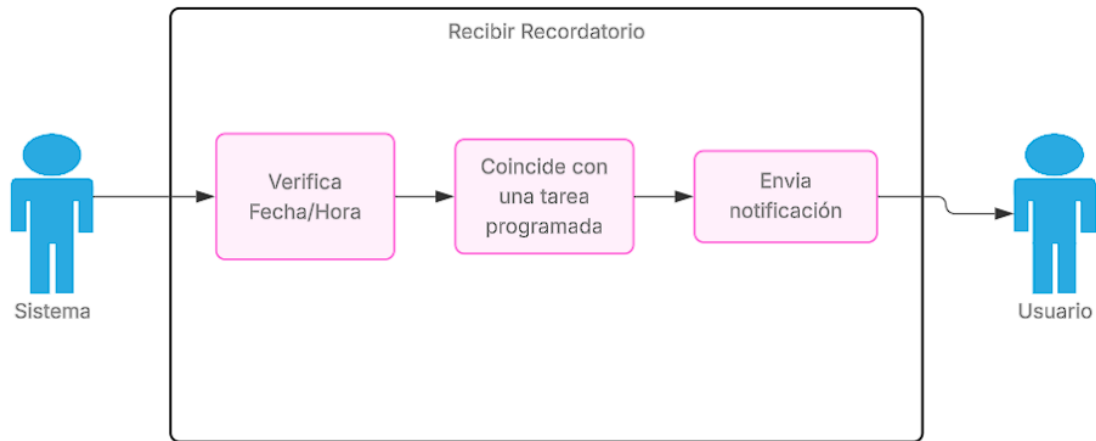 Recibir Recordatorio
Sistema
Verifica
Fecha/Hora
Coincide con
una tarea
programada
Envia
notificación
Usuario